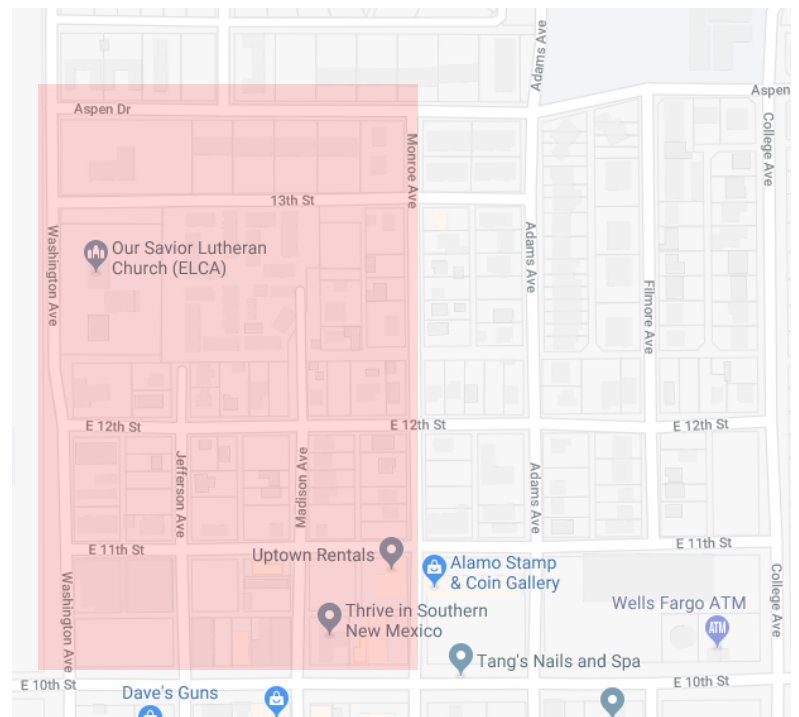 Adams Ave
Aspen
Aspen Dr
College Ave
Monroe Ave
13th St
Washington Ave
Our Savior Lutheran
Church (ELCA)
Adams Ave
Filmore Ave
E 12th St
E 12th St
E 12th St
Jefferson Ave
Madison Ave
Adams Ave
E 11th St
E 11th St
Uptown Rentals
Alamo Stamp
& Coin Gallery
Washington Ave
College Ave
Wells Fargo ATM
ATM
Thrive in Southern
New Mexico
Tang's Nails and Spa
E 10th St
E 10th St
Dave's Guns